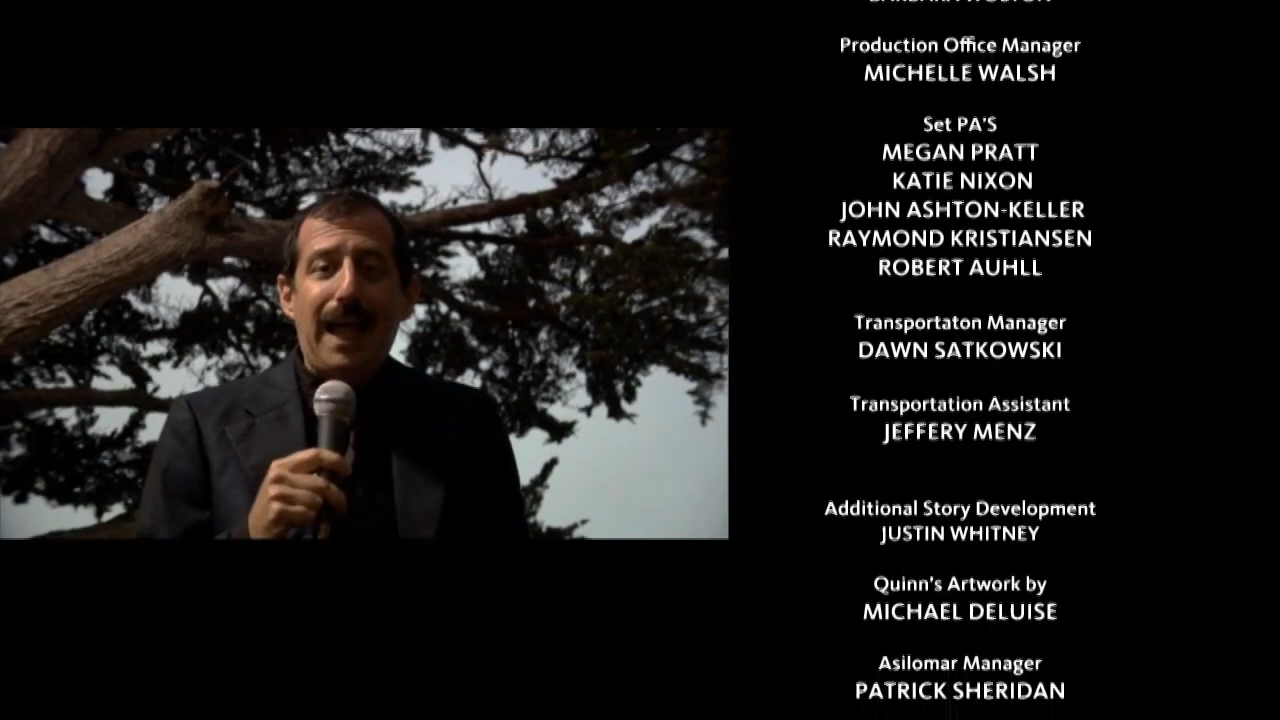 Production Office Manager
MICHELLE WALSH
Set PA'S
MEGAN PRATT
KATIE NIXON
JOHN ASHTON-KELLER
RAYMOND KRISTIANSEN
ROBERT AUHLL
Transportaton Manager
DAWN SATKOWSKI
Transportation Assistant
JEFFERY MENZ
Additional Story Development
JUSTIN WHITNEY
Quinn's Artwork by
MICHAEL DELUISE
Asilomar Manager
PATRICK SHERIDAN